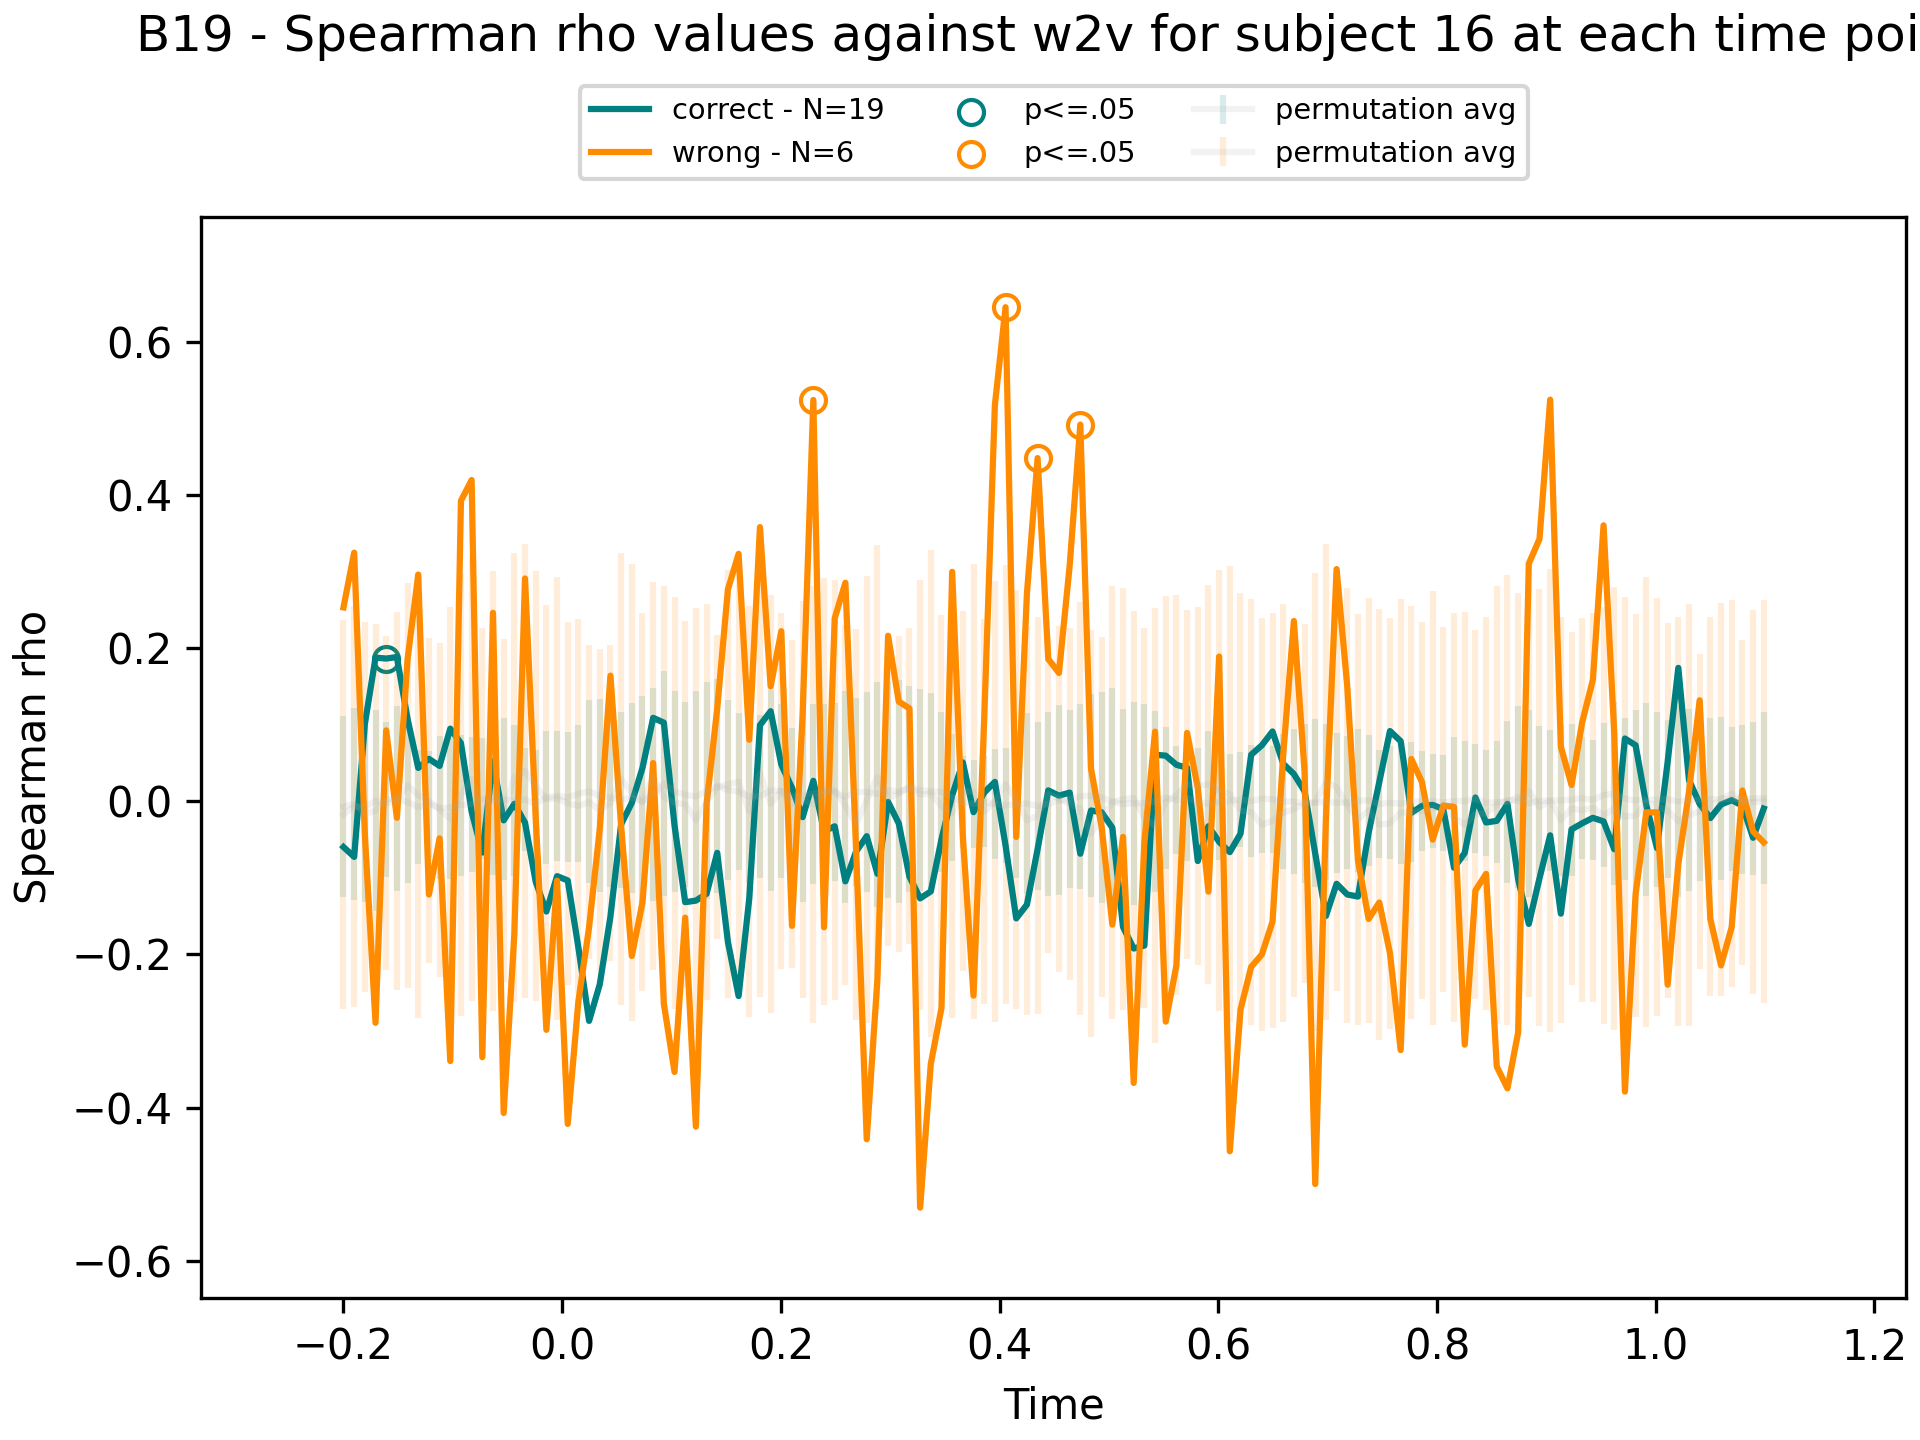 B19 - Spearman rho values against w2v for subject 16 at each time poi
correct - N=19 p<=.05 permutation avg
wrong - N=6 p<=.05 permutation avg
Spearman rho
0.6
0.4
0.2
0.0
−0.2
−0.4
−0.6
−0.2 0.0 0.2 0.4 0.6 0.8 1.0 1.2
Time